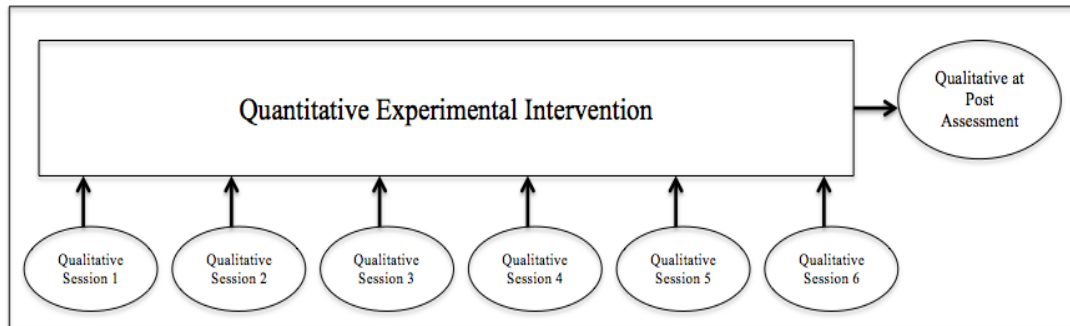 Quantitative Experimental Intervention
Qualitative at
Post
Assessment
Qualitative
Session 1
Qualitative
Session 2
Qualitative
Session 3
Qualitative
Session 4
Qualitative
Session 5
Qualitative
Session 6